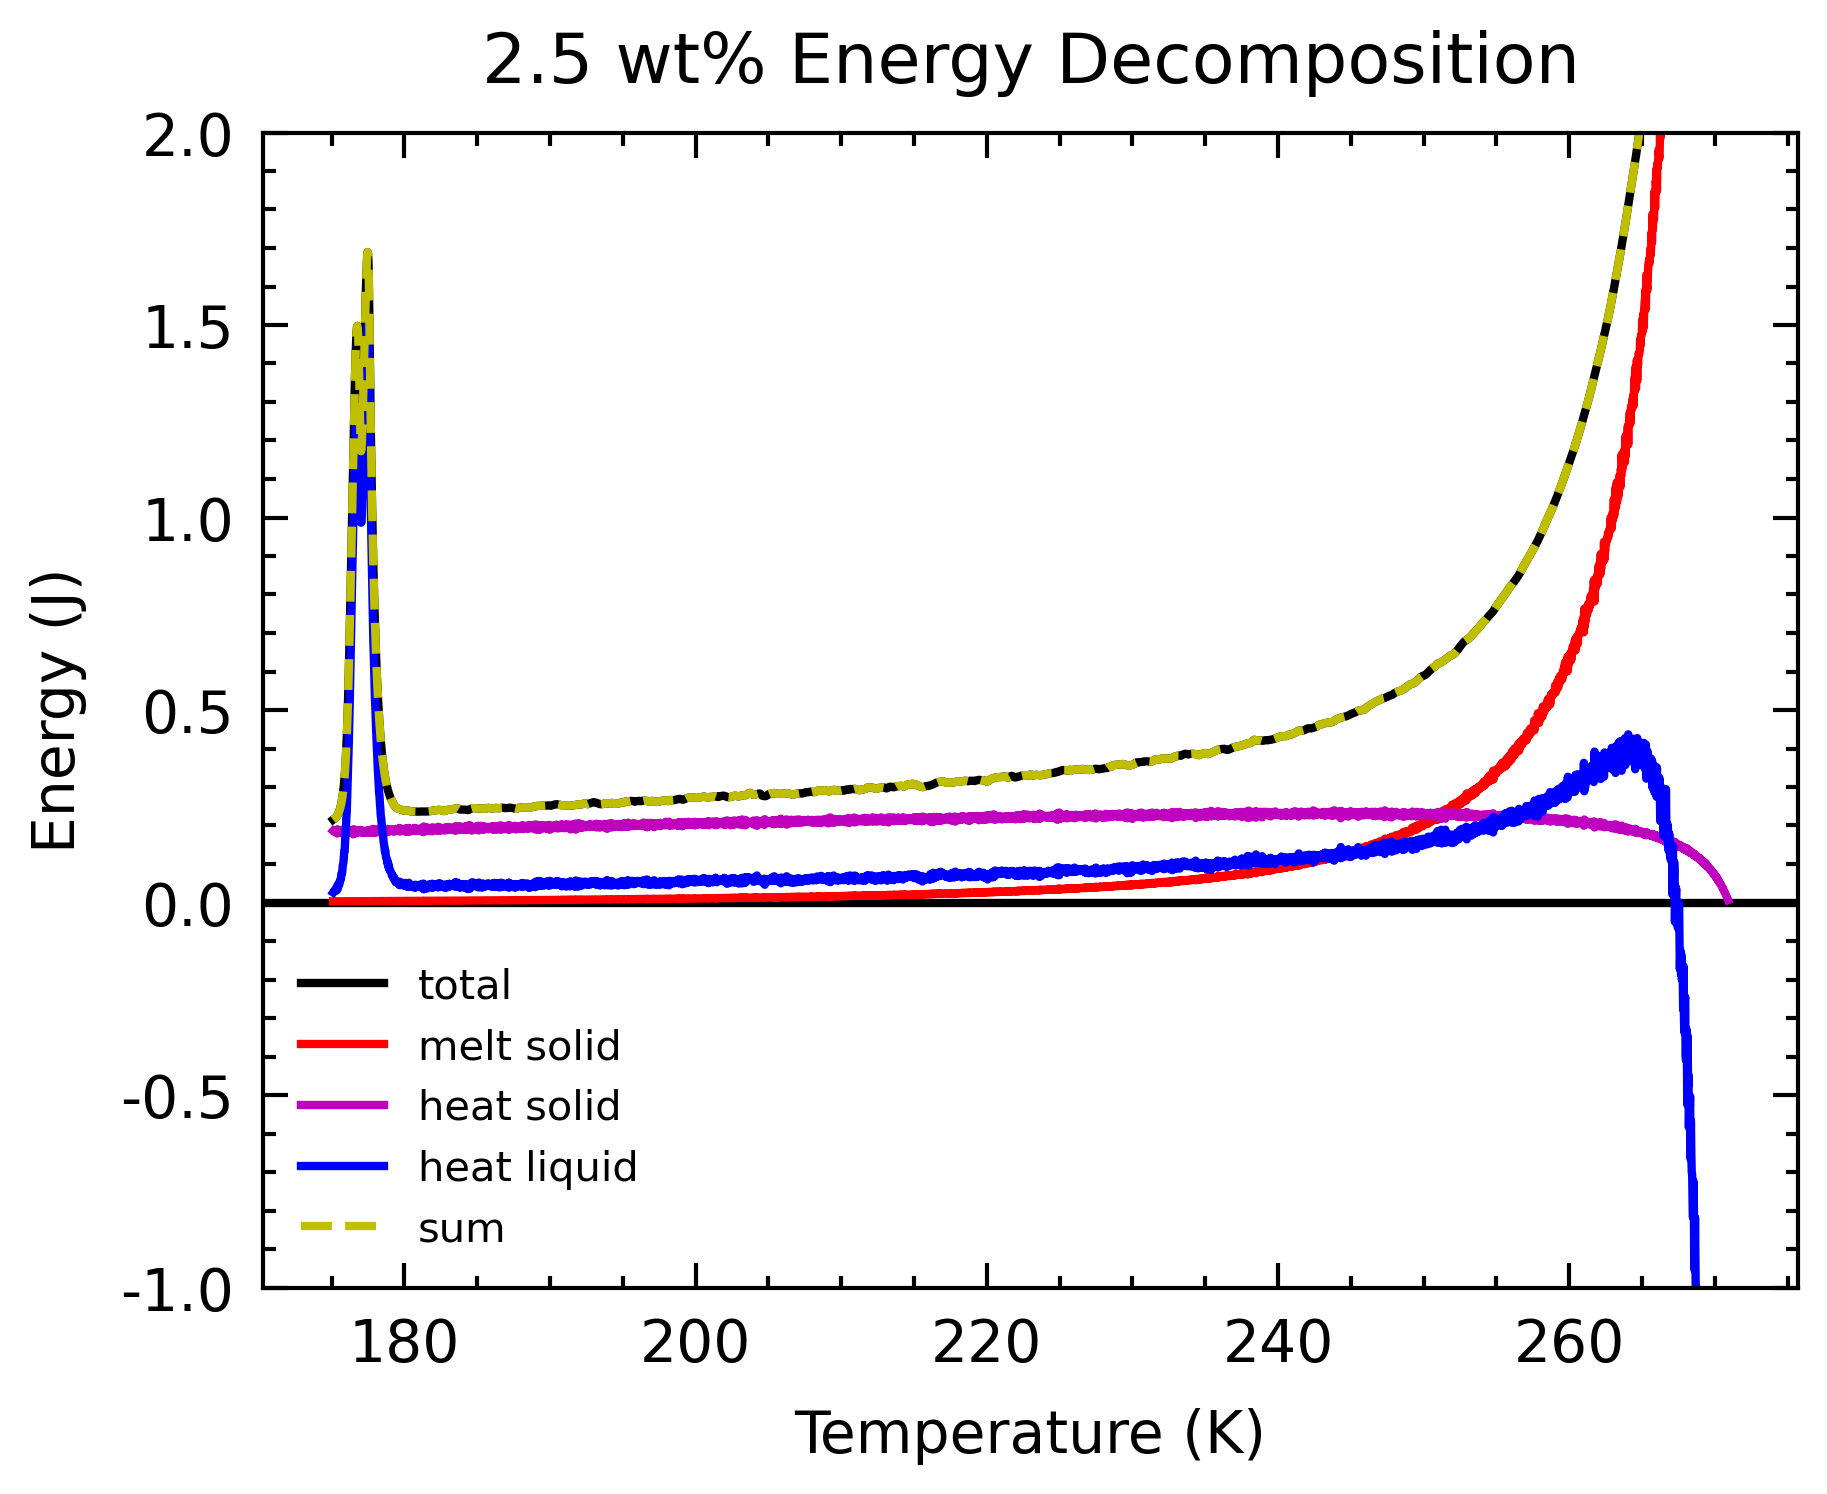 2.5 wt% Energy Decomposition
2.0
1.5
1.0
0.5
0.0
-0.5
-1.0
Energy (J)
total
melt solid
heat solid
heat liquid
sum
180 200 220 240 260
Temperature (K)